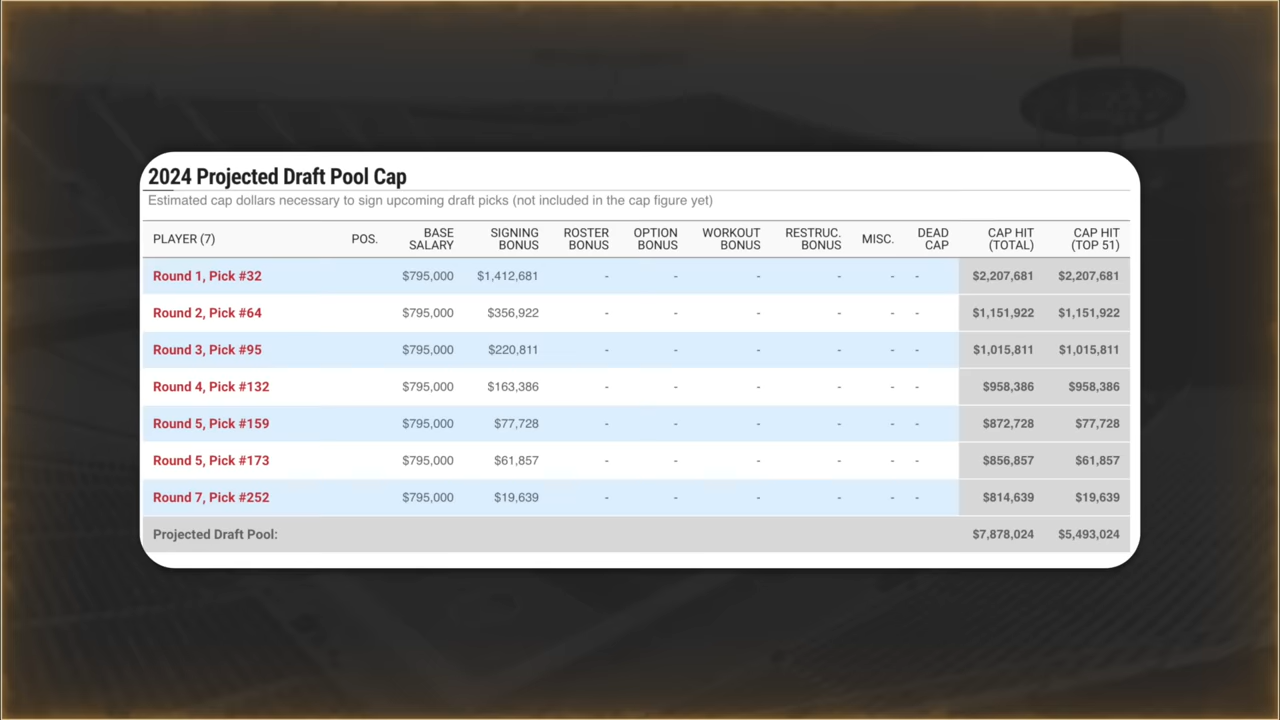 2024 Projected Draft Pool Cap
Estimated cap dollars necessary to sign upcoming draft picks (not included in the cap figure yet)
PLAYER (7) POS. BASE SALARY SIGNING BONUS ROSTER BONUS OPTION BONUS WORKOUT BONUS RESTRUC. BONUS MISC. DEAD CAP CAP HIT (TOTAL) CAP HIT (TOP 51)
Round 1, Pick #32 $795,000 $1,412,681 - - - - - - $2,207,681 $2,207,681
Round 2, Pick #64 $795,000 $356,922 - - - - - - $1,151,922 $1,151,922
Round 3, Pick #95 $795,000 $220,811 - - - - - - $1,015,811 $1,015,811
Round 4, Pick #132 $795,000 $163,386 - - - - - - $958,386 $958,386
Round 5, Pick #159 $795,000 $77,728 - - - - - - $872,728 $77,728
Round 5, Pick #173 $795,000 $61,857 - - - - - - $856,857 $61,857
Round 7, Pick #252 $795,000 $19,639 - - - - - - $814,639 $19,639
Projected Draft Pool: $7,878,024 $5,493,024